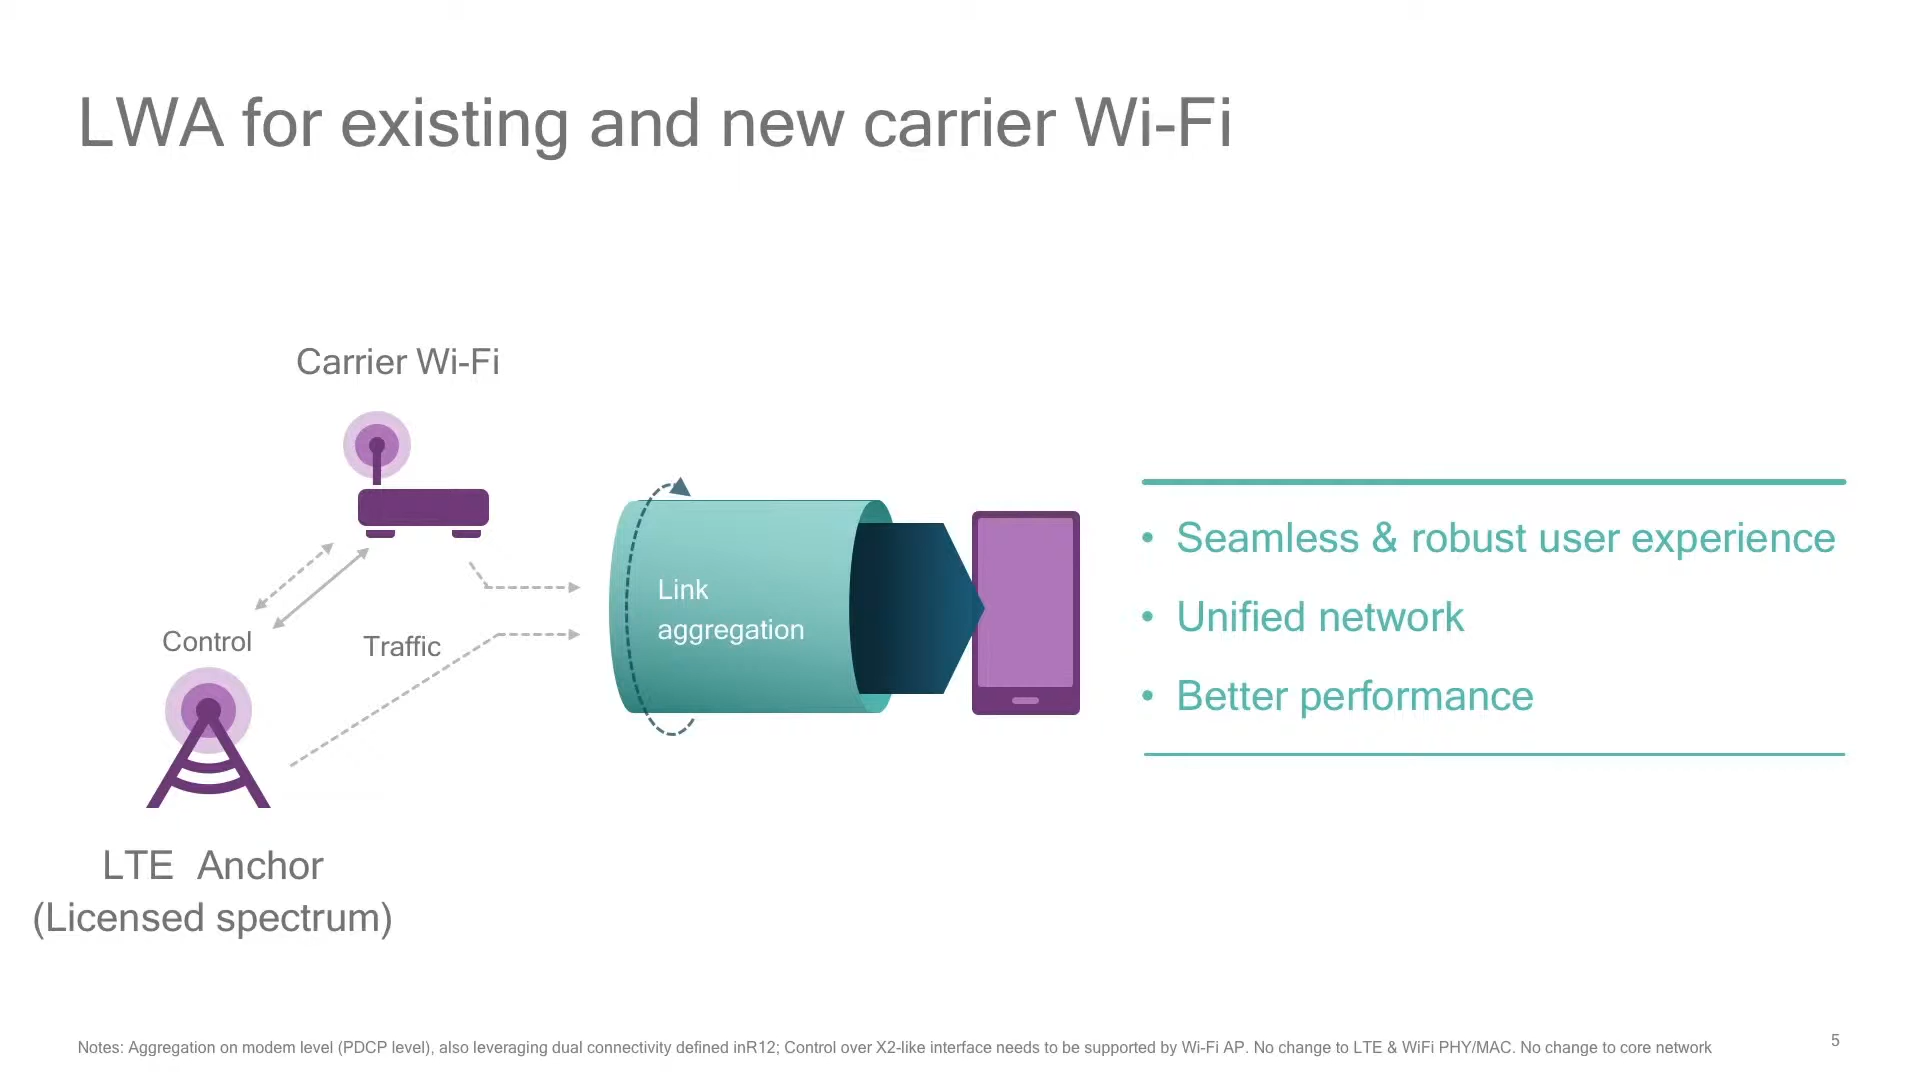 LWA for existing and new carrier Wi-Fi
Carrier Wi-Fi
Control
Traffic
LTE  Anchor
(Licensed spectrum)
Link
aggregation
• Seamless & robust user experience
• Unified network
• Better performance
Notes: Aggregation on modem level (PDCP level), also leveraging dual connectivity defined inR12; Control over X2-like interface needs to be supported by Wi-Fi AP. No change to LTE & WiFi PHY/MAC. No change to core network
5